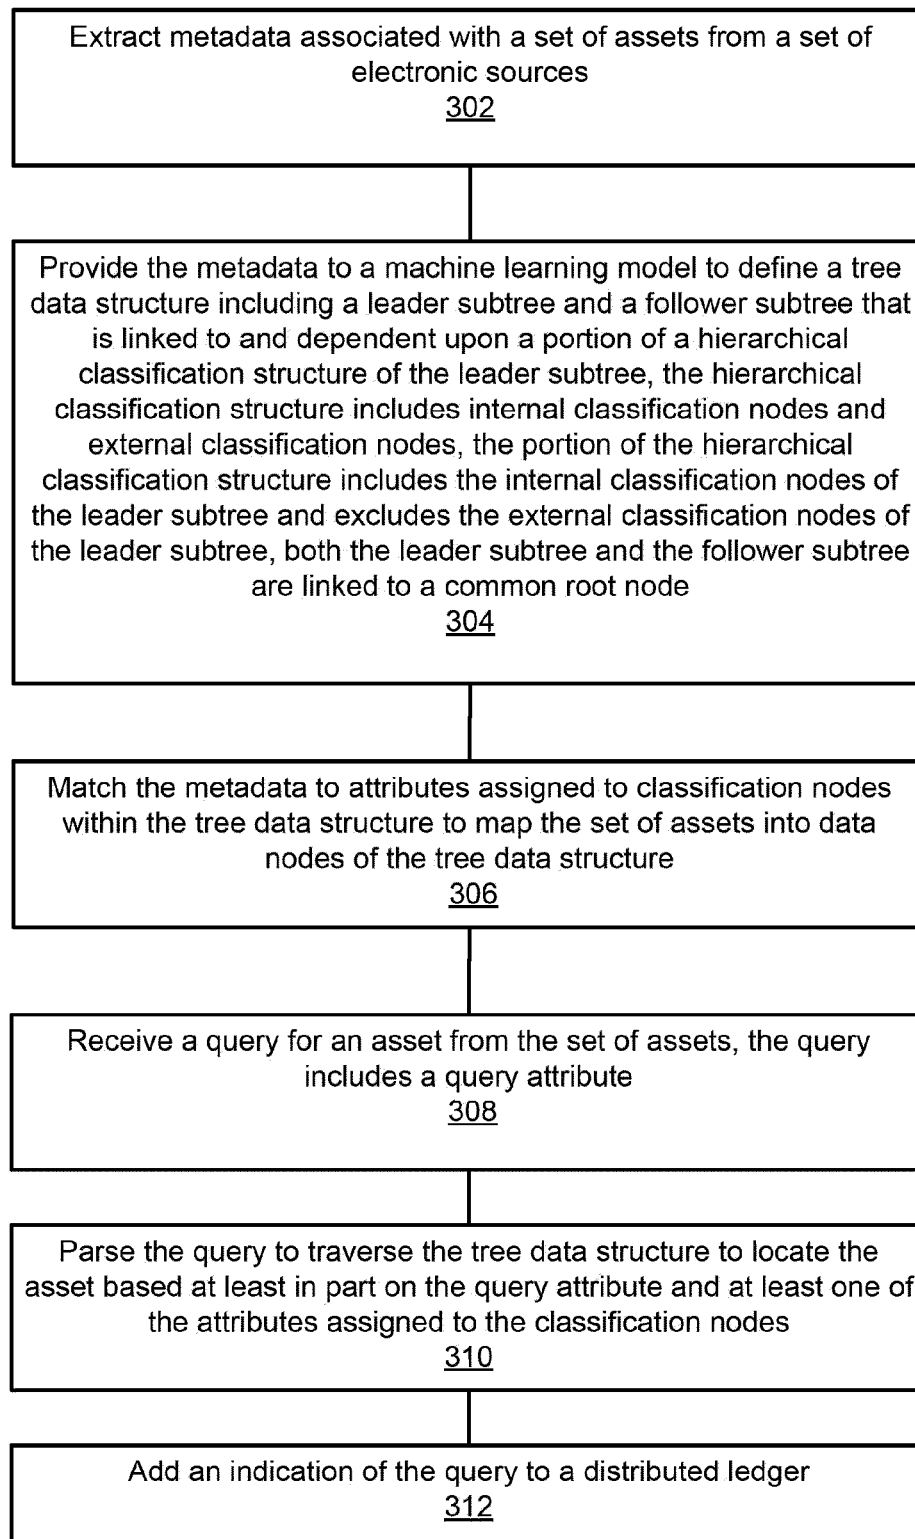 Extract metadata associated with a set of assets from a set of
electronic sources
302
Provide the metadata to a machine learning model to define a tree
data structure including a leader subtree and a follower subtree that
is linked to and dependent upon a portion of a hierarchical
classification structure of the leader subtree, the hierarchical
classification structure includes internal classification nodes and
external classification nodes, the portion of the hierarchical
classification structure includes the internal classification nodes of
the leader subtree and excludes the external classification nodes of
the leader subtree, both the leader subtree and the follower subtree
are linked to a common root node
304
Match the metadata to attributes assigned to classification nodes
within the tree data structure to map the set of assets into data
nodes of the tree data structure
306
Receive a query for an asset from the set of assets, the query
includes a query attribute
308
Parse the query to traverse the tree data structure to locate the
asset based at least in part on the query attribute and at least one of
the attributes assigned to the classification nodes
310
Add an indication of the query to a distributed ledger
312